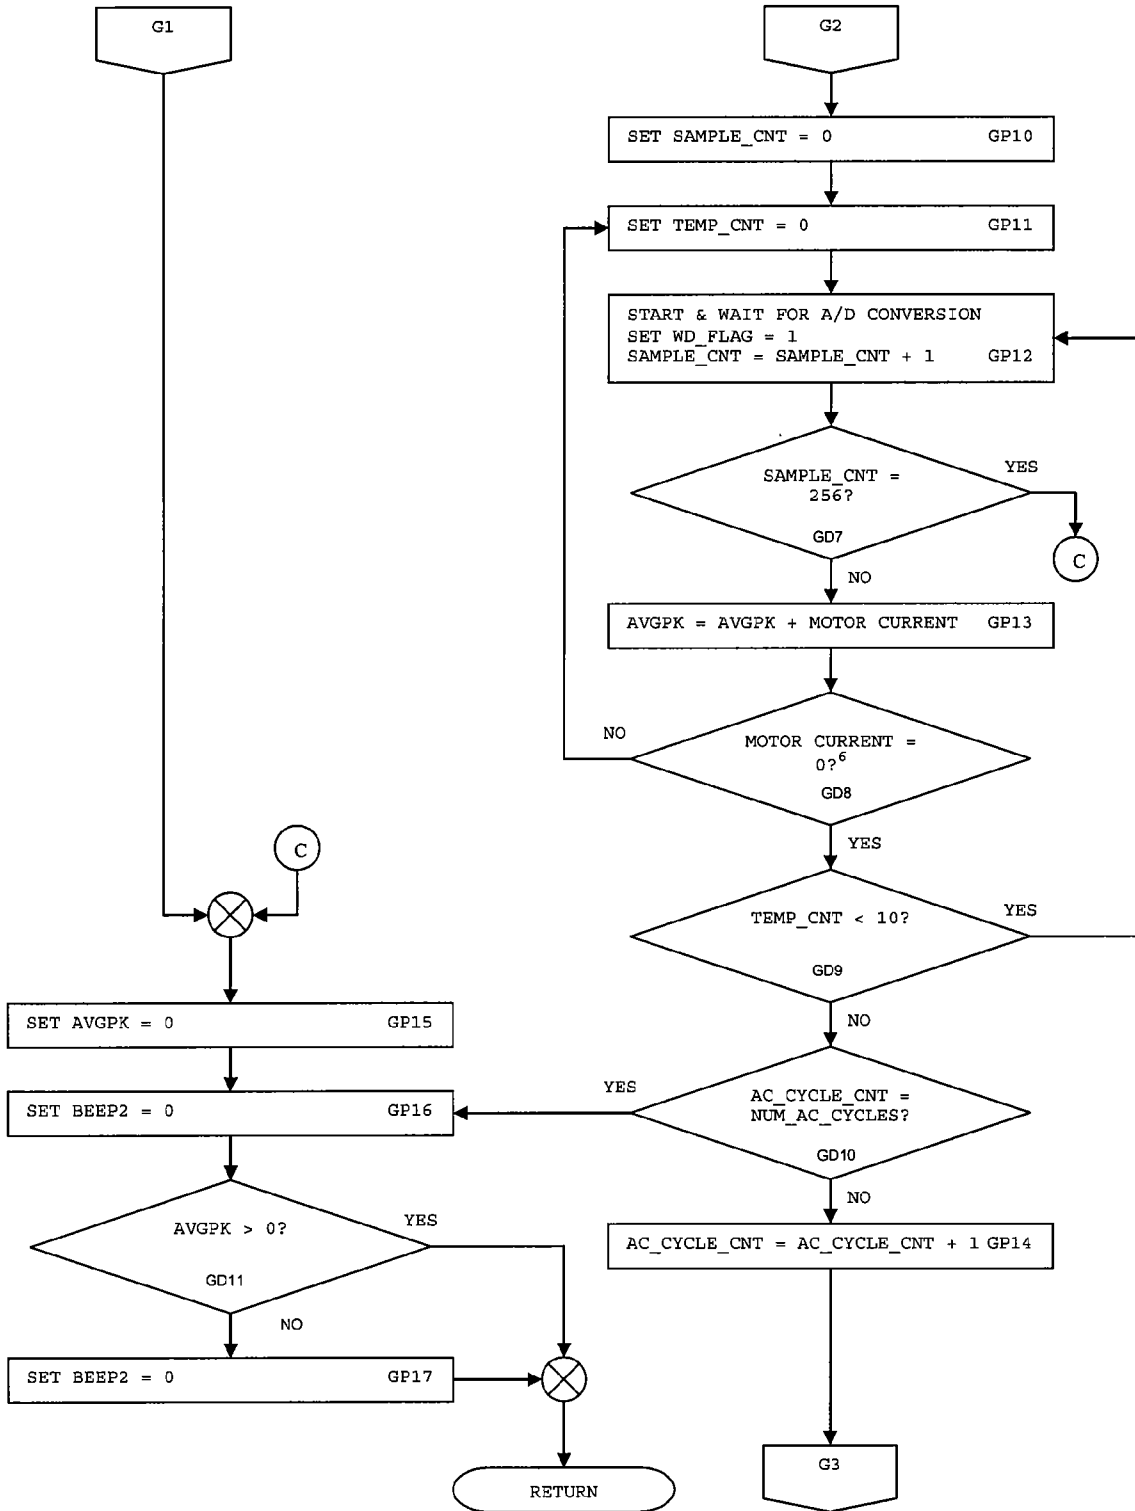 G1
G2
SET SAMPLE_CNT = 0 GP10
SET TEMP_CNT = 0 GP11
START & WAIT FOR A/D CONVERSION
SET WD_FLAG = 1
SAMPLE_CNT = SAMPLE_CNT + 1 GP12
SAMPLE_CNT =
256?
GD7
YES
C
NO
AVGPK = AVGPK + MOTOR CURRENT GP13
MOTOR CURRENT =
0?⁶
GD8
NO
YES
TEMP_CNT < 10?
GD9
YES
NO
AC_CYCLE_CNT =
NUM_AC_CYCLES?
GD10
YES
NO
AC_CYCLE_CNT = AC_CYCLE_CNT + 1 GP14
G3
C
SET AVGPK = 0 GP15
SET BEEP2 = 0 GP16
AVGPK > 0?
GD11
YES
NO
SET BEEP2 = 0 GP17
RETURN